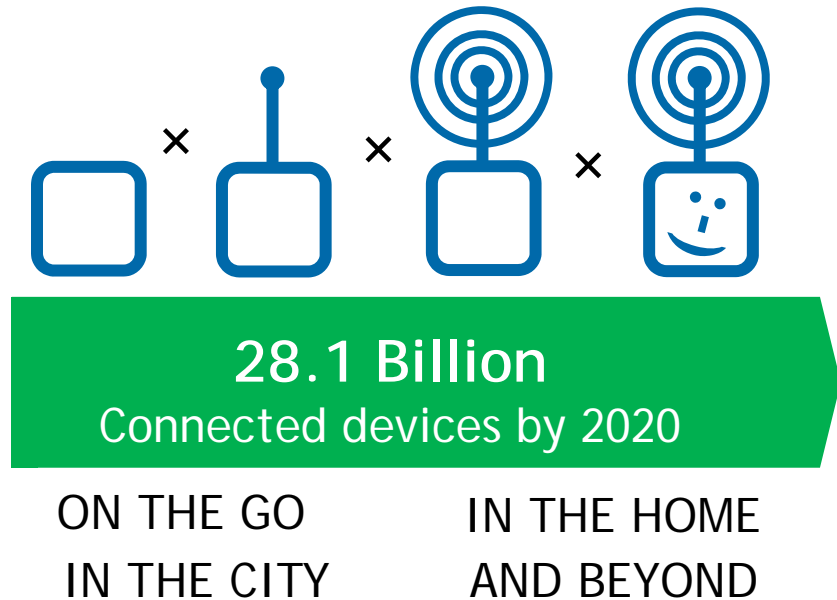 × × ×
28.1 Billion
Connected devices by 2020
ON THE GO
IN THE HOME
IN THE CITY
AND BEYOND